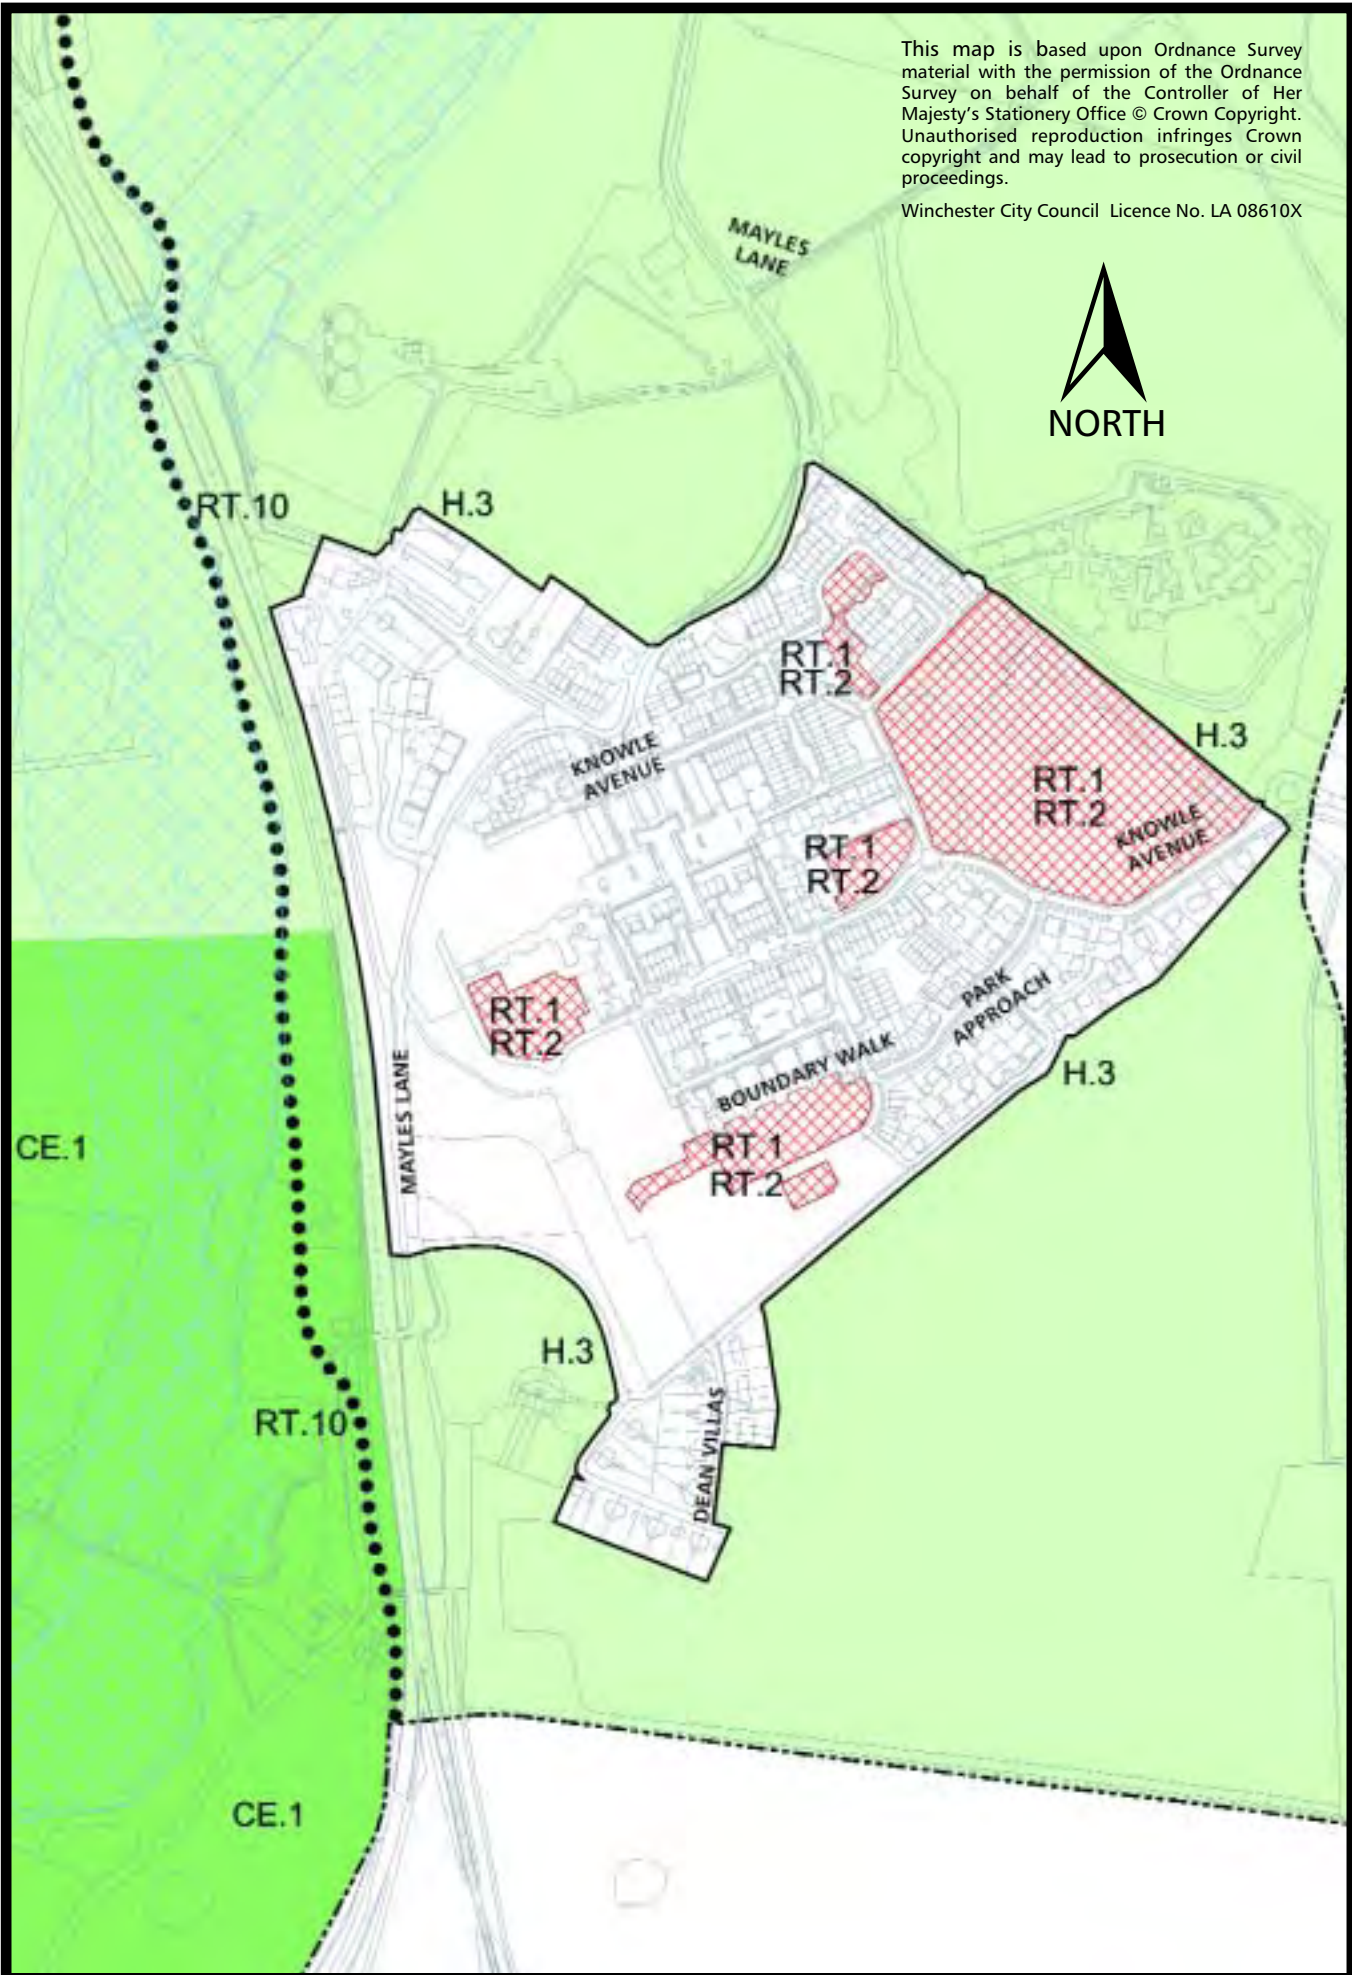 This map is based upon Ordnance Survey
material with the permission of the Ordnance
Survey on behalf of the Controller of Her
Majesty's Stationery Office © Crown Copyright.
Unauthorised reproduction infringes Crown
copyright and may lead to prosecution or civil
proceedings.
Winchester City Council Licence No. LA 08610X
MAYLES
LANE
NORTH
RT.10
H.3
RT.1
RT.2
KNOWLE
AVENUE
H.3
RT.1
RT.2
KNOWLE
AVENUE
RT.1
RT.2
RT.1
RT.2
PARK
APPROACH
BOUNDARY WALK
H.3
MAYLES LANE
CE.1
RT.1
RT.2
H.3
RT.10
DEAN VILLAS
CE.1